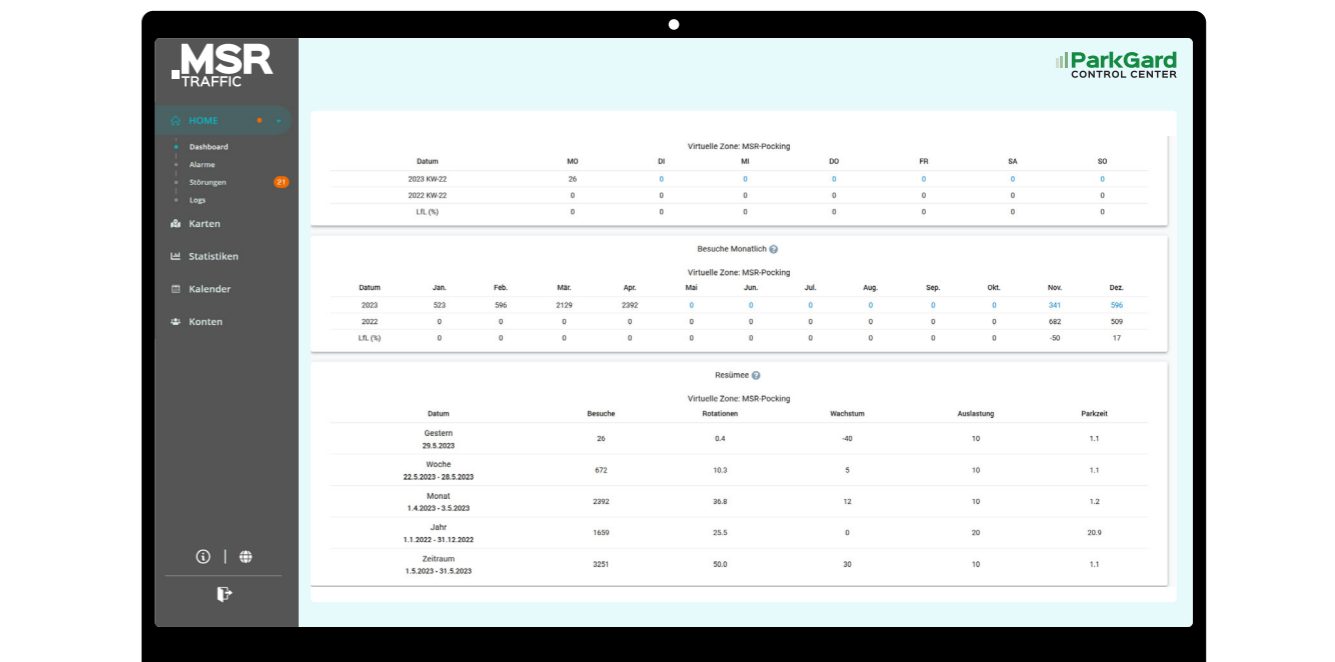 .MSR
TRAFFIC
ParkGard
CONTROL CENTER
HOME
Dashboard
Alarme
Störungen 21
Logs
Karten
Statistiken
Kalender
Konten
Virtuelle Zone: MSR-Pocking
Datum MO DI MI DO FR SA SO
2023 KW-22 26 0 0 0 0 0 0
2022 KW-22 0 0 0 0 0 0 0
LfL (%) 0 0 0 0 0 0 0
Besuche Monatlich ?
Virtuelle Zone: MSR-Pocking
Datum Jan. Feb. Mär. Apr. Mai Jun. Jul. Aug. Sep. Okt. Nov. Dez.
2023 523 596 2129 2392 0 0 0 0 0 0 341 596
2022 0 0 0 0 0 0 0 0 0 0 682 509
LfL (%) 0 0 0 0 0 0 0 0 0 0 -50 17
Resümee ?
Virtuelle Zone: MSR-Pocking
Datum Besuche Rotationen Wachstum Auslastung Parkzeit
Gestern
29.5.2023 26 0.4 -40 10 1.1
Woche
22.5.2023 - 28.5.2023 672 10.3 5 10 1.1
Monat
1.4.2023 - 3.5.2023 2392 36.8 12 10 1.2
Jahr
1.1.2022 - 31.12.2022 1659 25.5 0 20 20.9
Zeitraum
1.5.2023 - 31.5.2023 3251 50.0 30 10 1.1